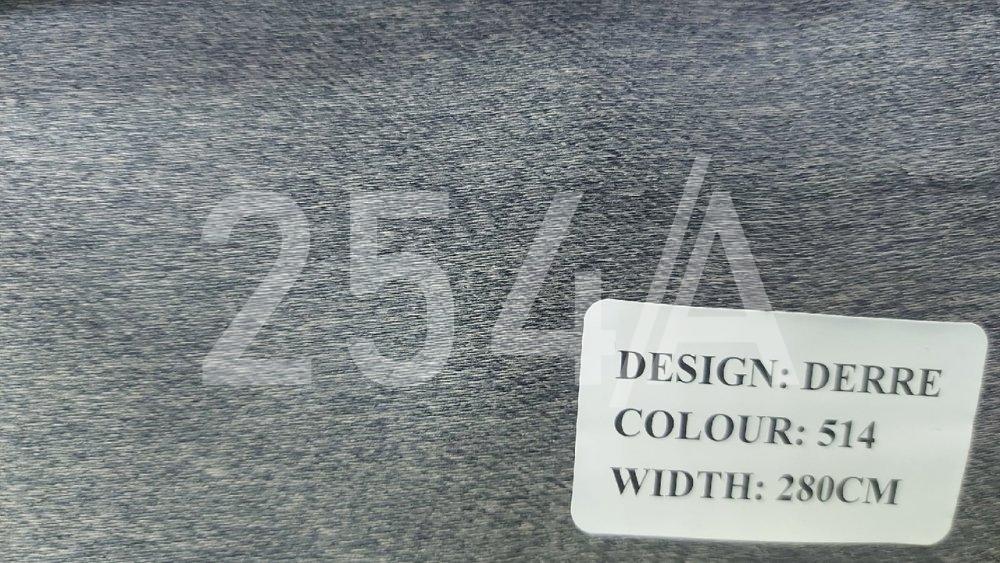 254A
DESIGN: DERRE
COLOUR: 514
WIDTH: 280CM